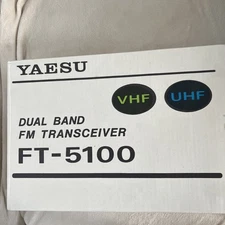 YAESU
VHF UHF
DUAL BAND
FM TRANSCEIVER
FT-5100